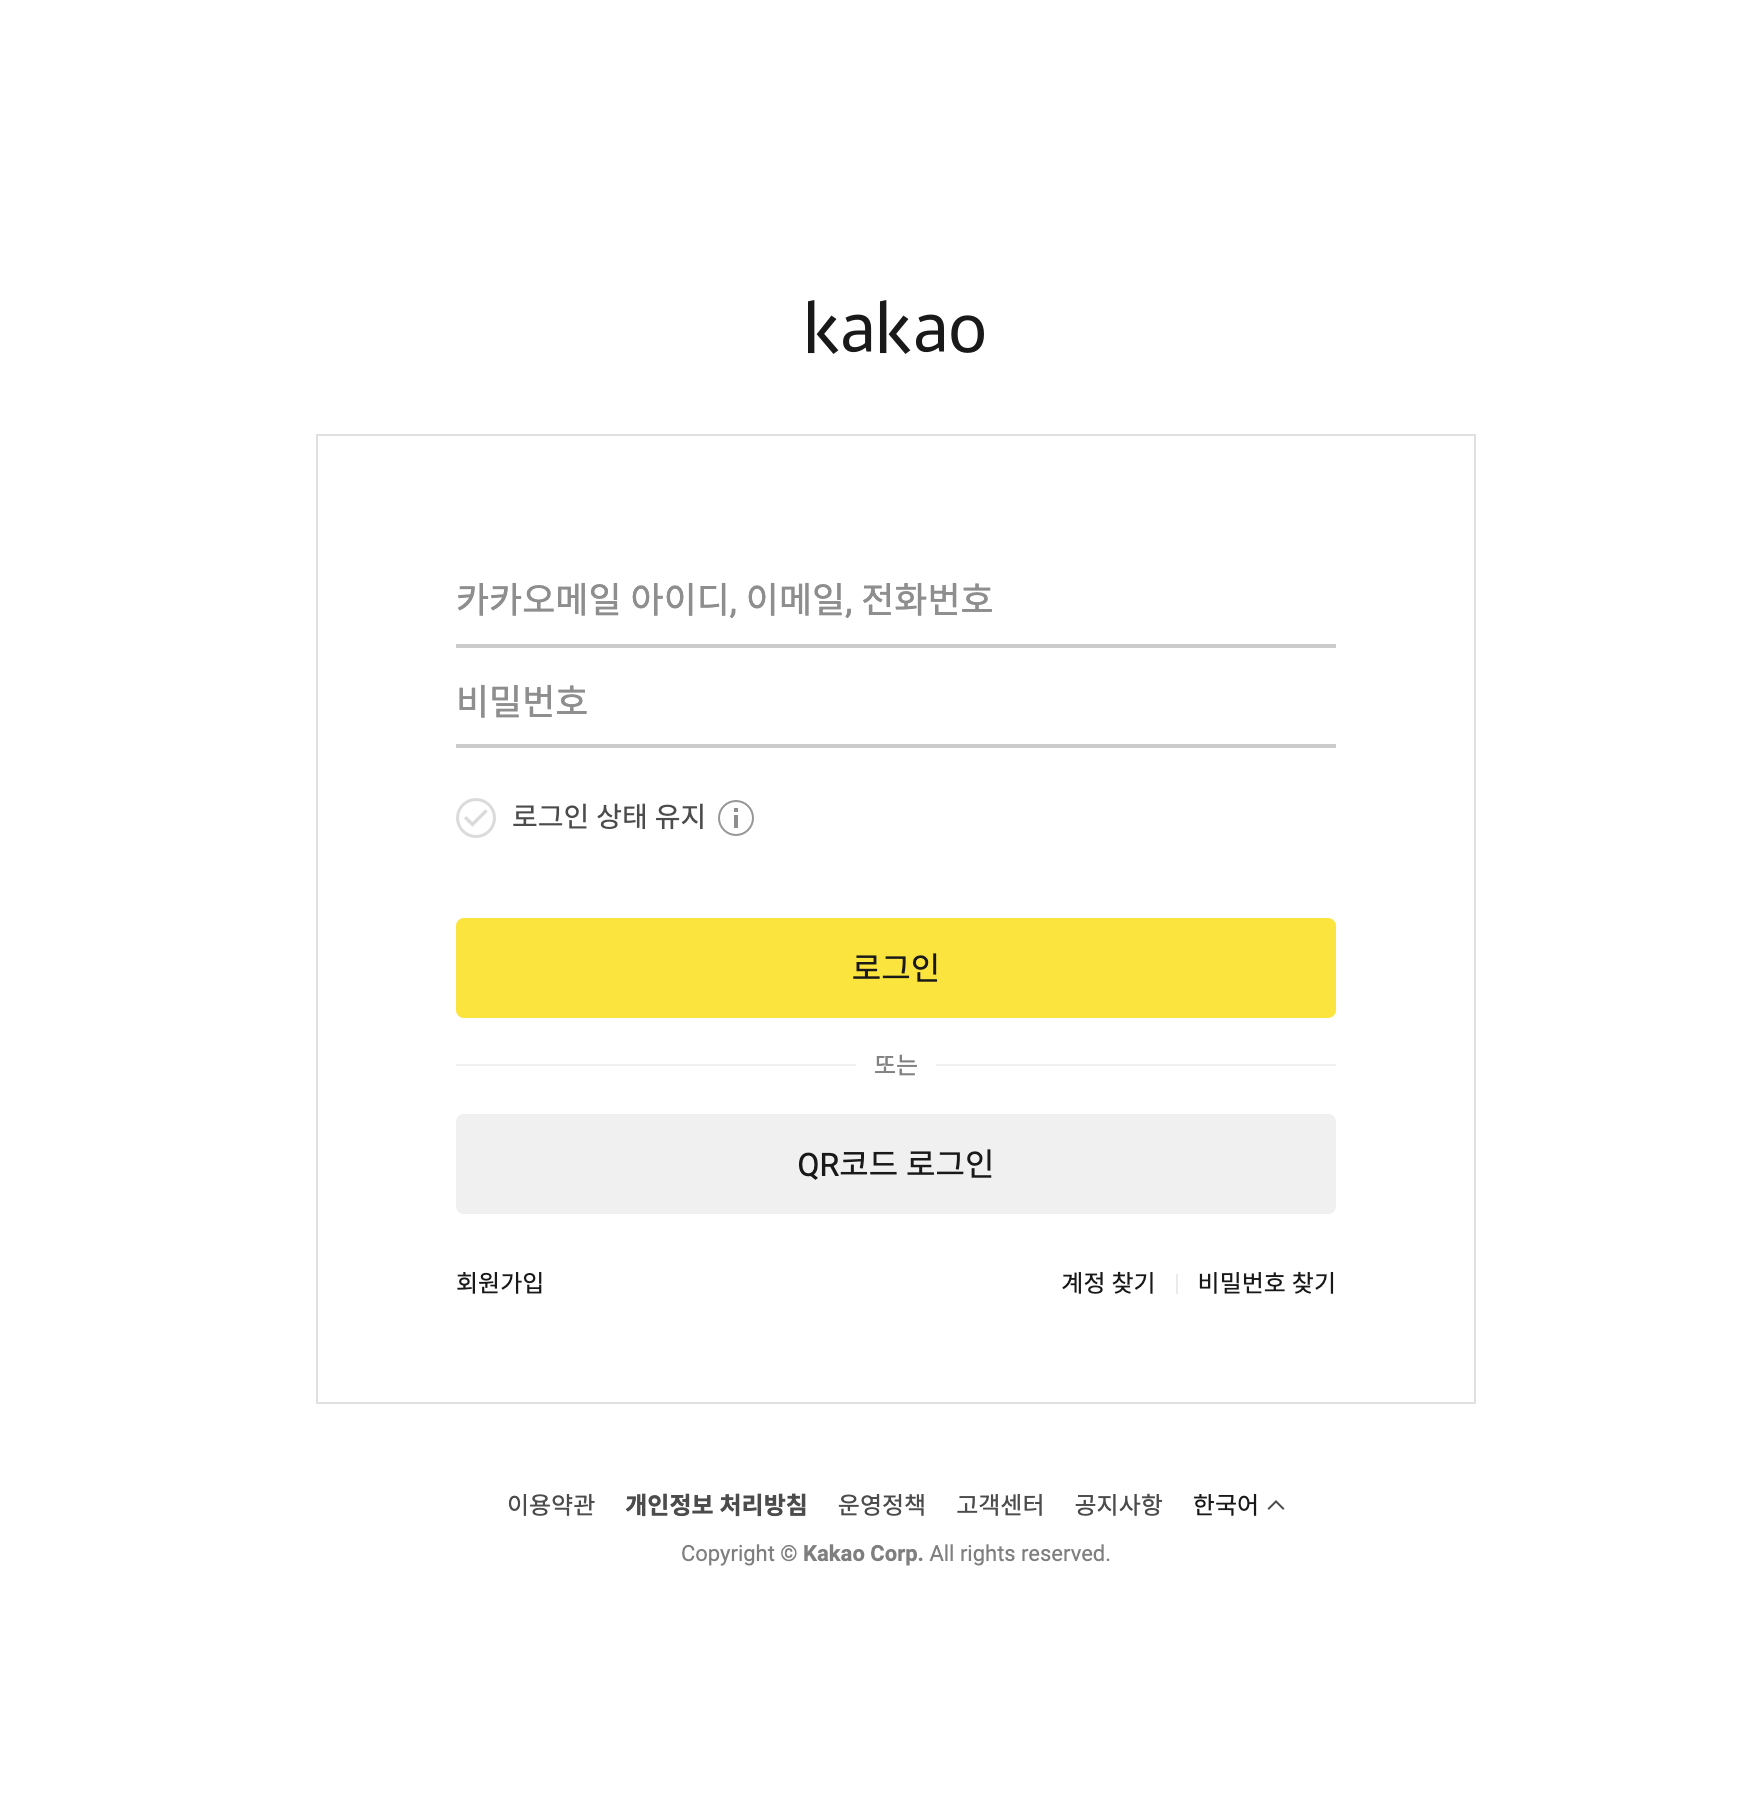 kakao
카카오메일 아이디, 이메일, 전화번호
비밀번호
로그인 상태 유지
로그인
또는
QR코드 로그인
회원가입 계정 찾기 비밀번호 찾기
이용약관 개인정보 처리방침 운영정책 고객센터 공지사항 한국어
Copyright © Kakao Corp. All rights reserved.